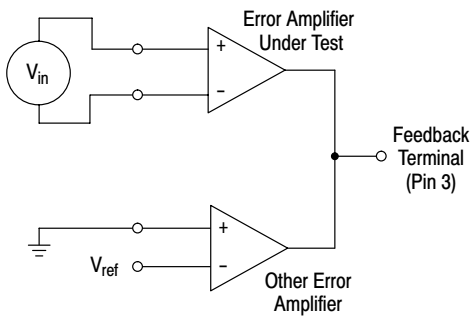 Error Amplifier
Under Test
V_in
+
−
Feedback
Terminal
(Pin 3)
+
V_ref
−
Other Error
Amplifier